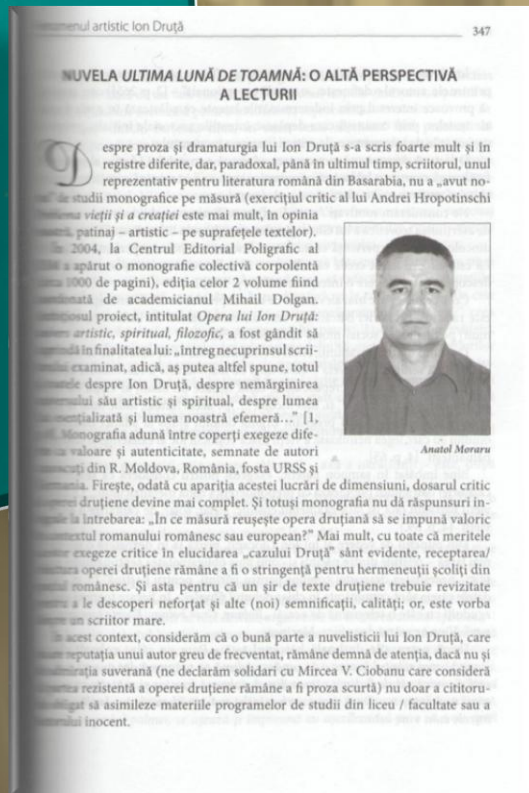 artistic Ion Druță
347
NUVELA ULTIMA LUNĂ DE TOAMNĂ: O ALTĂ PERSPECTIVĂ
A LECTURII
Despre proza și dramaturgia lui Ion Druță s-a scris foarte mult și în
registre diferite, dar, paradoxal, până în ultimul timp, scriitorul, unul
reprezentativ pentru literatura română din Basarabia, nu a „avut no-
de studii monografice pe măsură (exercițiul critic al lui Andrei Hropotinschi
vieții și a creației este mai mult, în opinia
patinaj – artistic – pe suprafețele textelor).
În 2004, la Centrul Editorial Poligrafic al
a apărut o monografie colectivă corpolentă
1000 de pagini), ediția celor 2 volume fiind
de academicianul Mihail Dolgan.
proiect, intitulat Opera lui Ion Druță:
artistic, spiritual, filozofic, a fost gândit să
în finalitatea lui: „întreg necuprinsul scrii-
examinat, adică, aș putea altfel spune, totul
despre Ion Druță, despre nemărginirea
său artistic și spiritual, despre lumea
și lumea noastră efemeră...” [1,
Monografia adună între coperți exegeze dife-
valoare și autenticitate, semnate de autori
din R. Moldova, România, fosta URSS și
Anatol Moraru
Firește, odată cu apariția acestei lucrări de dimensiuni, dosarul critic
druțiene devine mai complet. Și totuși monografia nu dă răspunsuri in-
la întrebarea: „În ce măsură reușește opera druțiană să se impună valoric
romanului românesc sau european?” Mai mult, cu toate că meritele
exegeze critice în elucidarea „cazului Druță” sânt evidente, receptarea/
operei druțiene rămâne a fi o stringență pentru hermeneuții școliți din
românesc. Și asta pentru că un șir de texte druțiene trebuie revizitate
a le descoperi neforțat și alte (noi) semnificații, calități; or, este vorba
un scriitor mare.
În acest context, considerăm că o bună parte a nuvelisticii lui Ion Druță, care
reputația unui autor greu de frecventat, rămâne demnă de atenția, dacă nu și
suverană (ne declarăm solidari cu Mircea V. Ciobanu care consideră
rezistentă a operei druțiene rămâne a fi proza scurtă) nu doar a cititoru-
să asimileze materiile programelor de studii din liceu / facultate sau a
inocent.